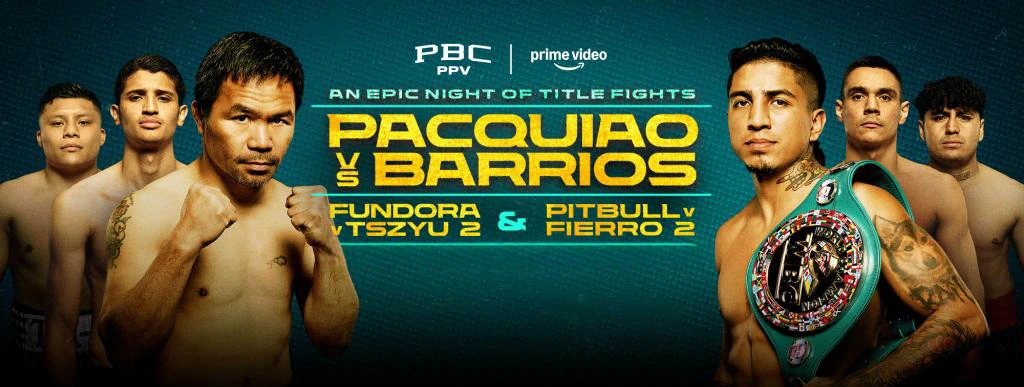 PBC
PPV
prime video
AN EPIC NIGHT OF TITLE FIGHTS
PACQUIAO
VS BARRIOS
FUNDORA
V TSZYU 2
&
PITBULL V
FIERRO 2
WBC